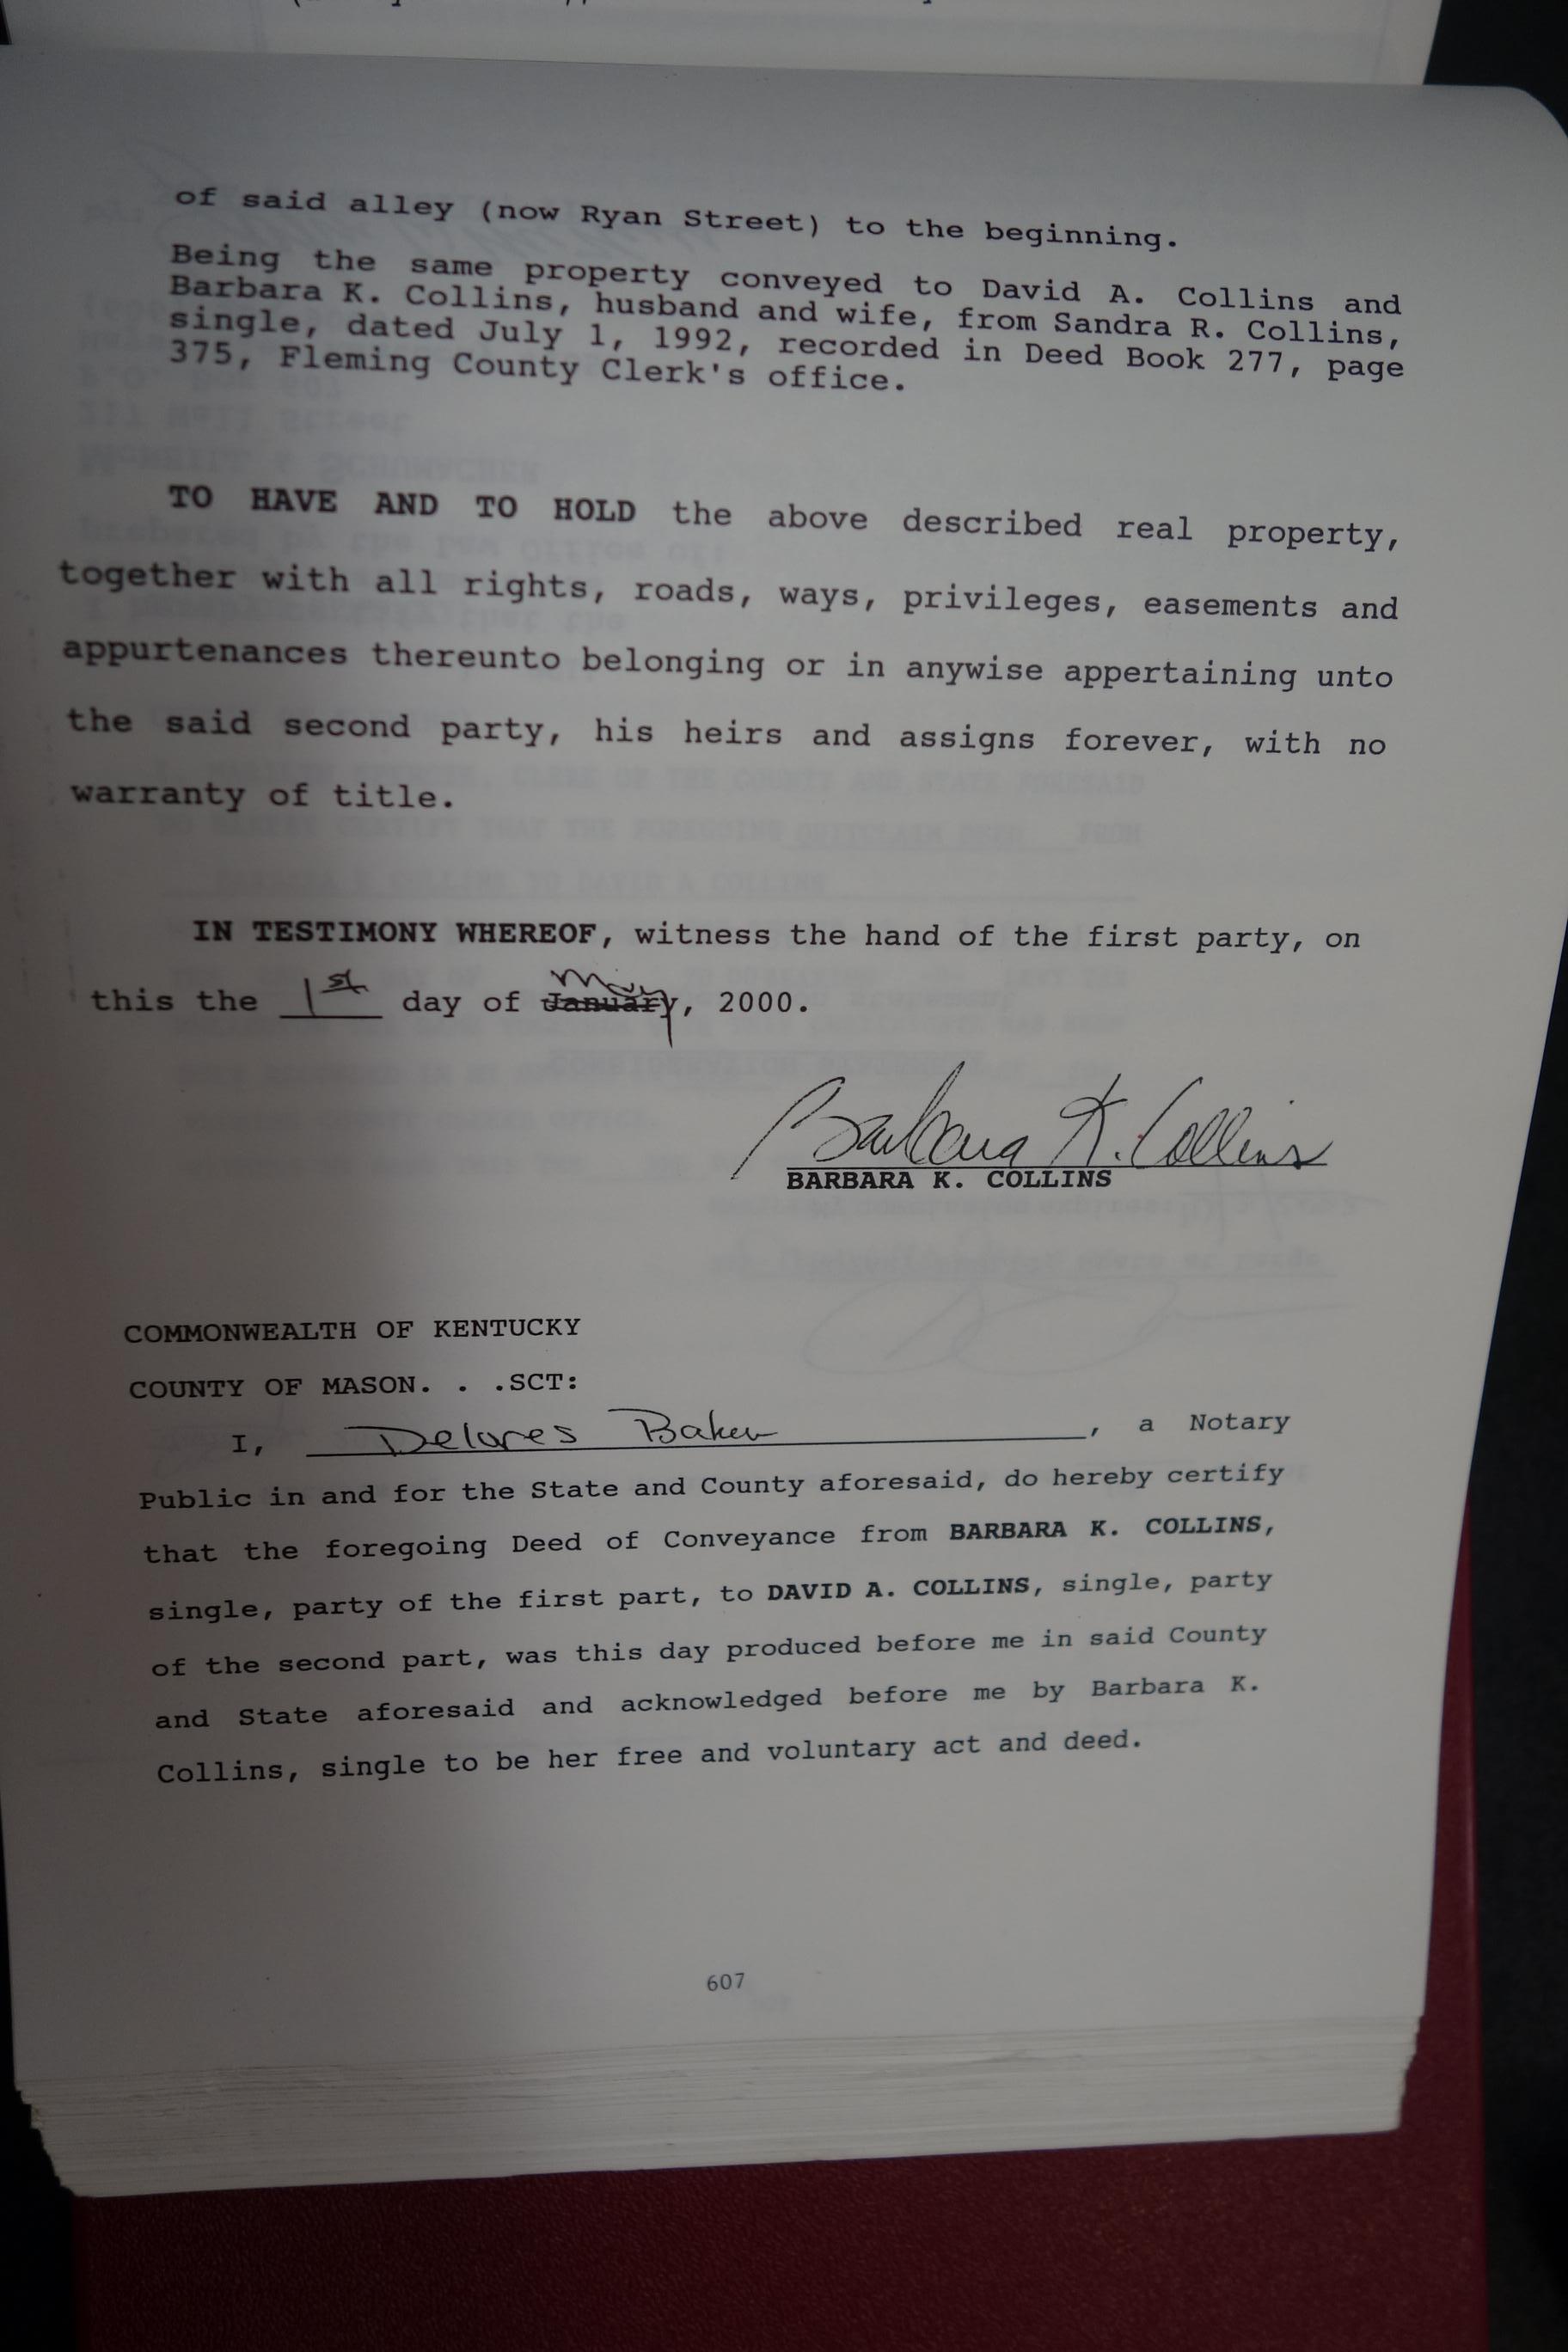 of said alley (now Ryan Street) to the beginning.
Being the same property conveyed to David A. Collins and
Barbara K. Collins, husband and wife, from Sandra R. Collins,
single, dated July 1, 1992, recorded in Deed Book 277, page
375, Fleming County Clerk's office.
TO HAVE AND TO HOLD the above described real property,
together with all rights, roads, ways, privileges, easements and
appurtenances thereunto belonging or in anywise appertaining unto
the said second party, his heirs and assigns forever, with no
warranty of title.
IN TESTIMONY WHEREOF, witness the hand of the first party, on
May
this the 1st day of January, 2000.
Barbara K. Collins
BARBARA K. COLLINS
COMMONWEALTH OF KENTUCKY
COUNTY OF MASON. . .SCT:
I, Delores Baker, a Notary
Public in and for the State and County aforesaid, do hereby certify
that the foregoing Deed of Conveyance from BARBARA K. COLLINS,
single, party of the first part, to DAVID A. COLLINS, single, party
of the second part, was this day produced before me in said County
and State aforesaid and acknowledged before me by Barbara K.
Collins, single to be her free and voluntary act and deed.
607